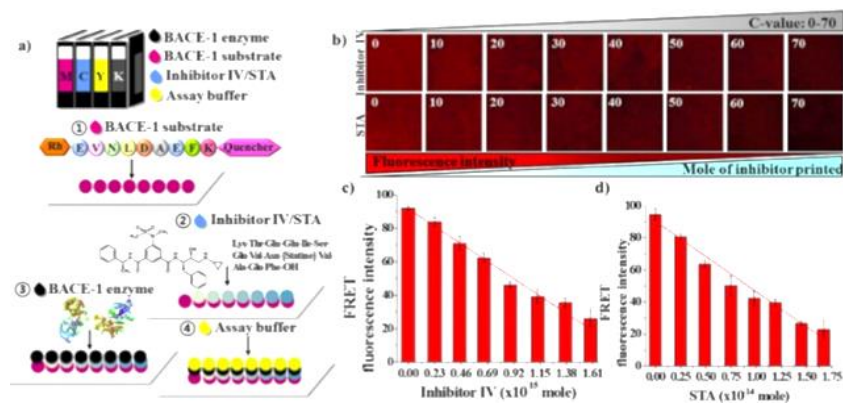 a)
M C Y K
BACE-1 enzyme
BACE-1 substrate
Inhibitor IV/STA
Assay buffer
① BACE-1 substrate
Rh E V N L D A E F K Quencher
② Inhibitor IV/STA
Lys-Thr-Glu-Glu-Ile-Ser
Glu-Val-Asn-(Statine) Val-
Ala-Glu-Phe-OH
③ BACE-1 enzyme
④ Assay buffer
b)
C-value: 0-70
Inhibitor IV
0 10 20 30 40 50 60 70
STA
0 10 20 30 40 50 60 70
Fluorescence intensity
Mole of inhibitor printed
c)
FRET
fluorescence intensity
100
80
60
40
20
0
0.00 0.23 0.46 0.69 0.92 1.15 1.38 1.61
Inhibitor IV (x10¹⁵ mole)
d)
FRET
fluorescence intensity
100
80
60
40
20
0
0.00 0.25 0.50 0.75 1.00 1.25 1.50 1.75
STA (x10⁻¹⁴ mole)